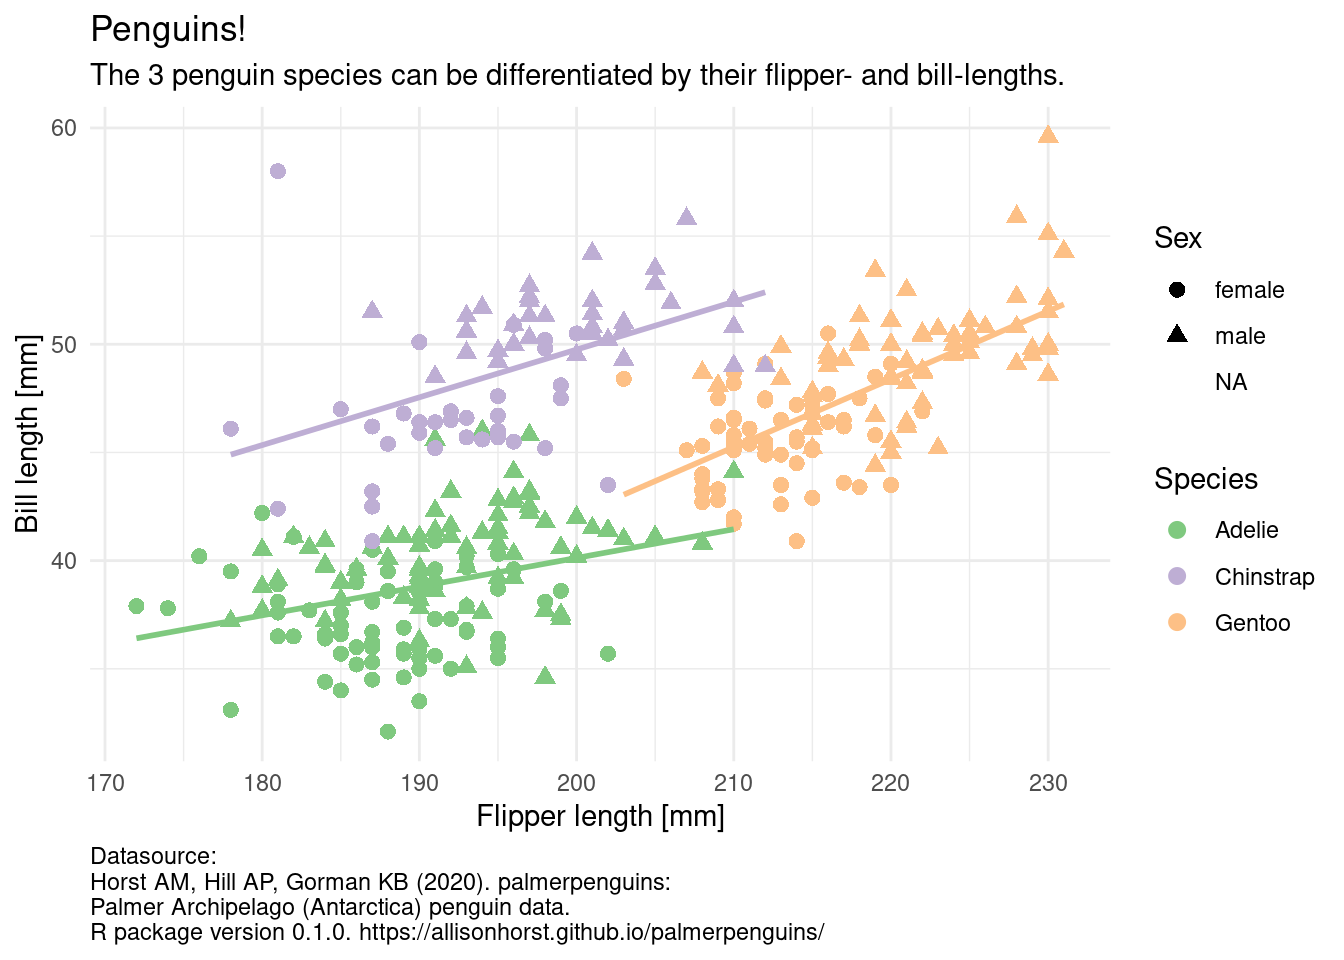 Penguins!
The 3 penguin species can be differentiated by their flipper- and bill-lengths.
60
50
40
Bill length [mm]
170 180 190 200 210 220 230
Flipper length [mm]
Sex
female
male
NA
Species
Adelie
Chinstrap
Gentoo
Datasource:
Horst AM, Hill AP, Gorman KB (2020). palmerpenguins:
Palmer Archipelago (Antarctica) penguin data.
R package version 0.1.0. https://allisonhorst.github.io/palmerpenguins/